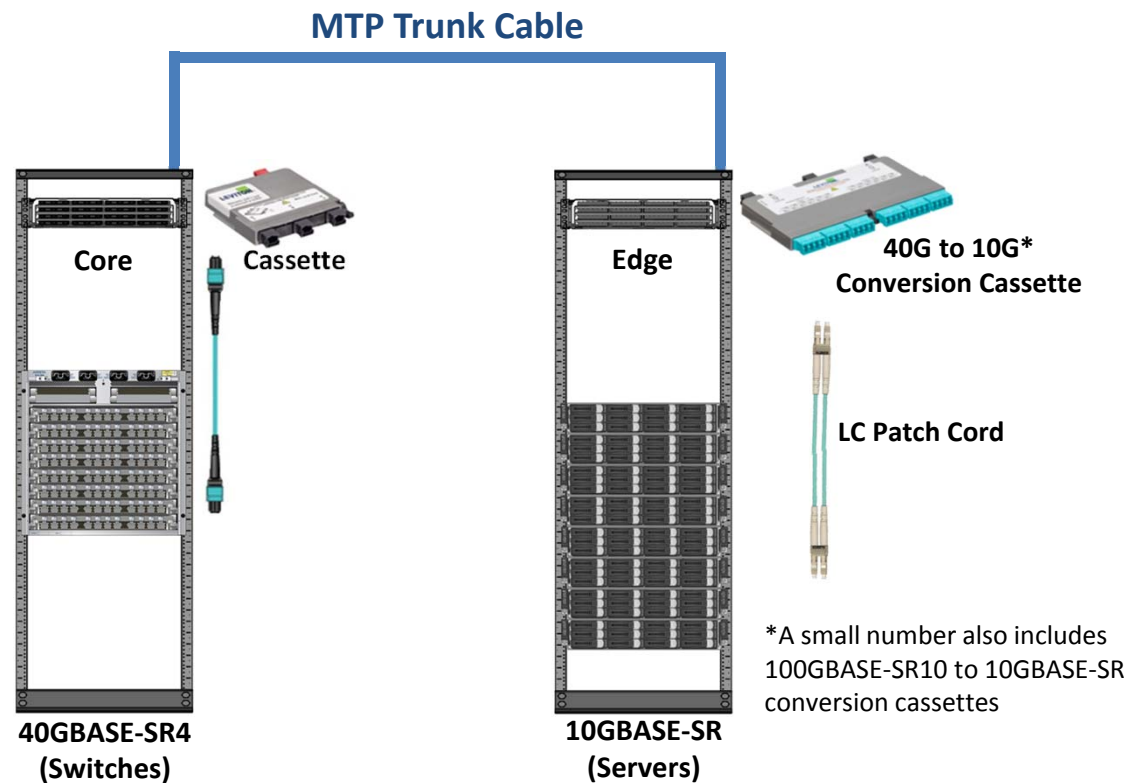 MTP Trunk Cable
LEVITON
Core
Cassette
Edge
40G to 10G*
Conversion Cassette
LC Patch Cord
*A small number also includes
100GBASE-SR10 to 10GBASE-SR
conversion cassettes
40GBASE-SR4
(Switches)
10GBASE-SR
(Servers)